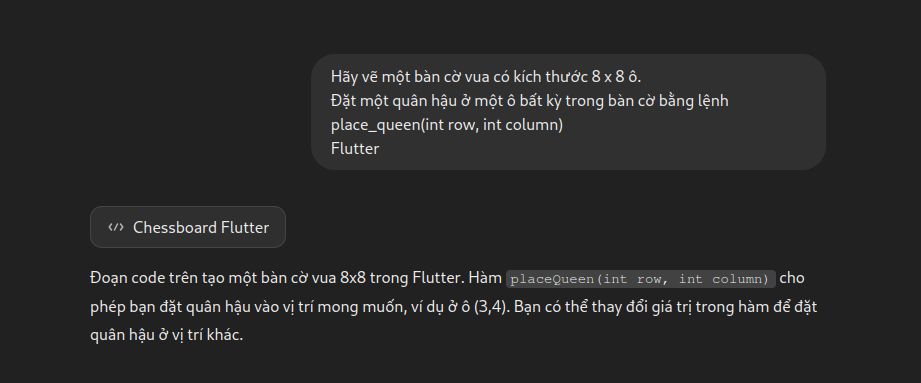 Hãy vẽ một bàn cờ vua có kích thước 8 x 8 ô.
Đặt một quân hậu ở một ô bất kỳ trong bàn cờ bằng lệnh
place_queen(int row, int column)
Flutter
</> Chessboard Flutter
Đoạn code trên tạo một bàn cờ vua 8x8 trong Flutter. Hàm placeQueen(int row, int column) cho
phép bạn đặt quân hậu vào vị trí mong muốn, ví dụ ở ô (3,4). Bạn có thể thay đổi giá trị trong hàm để đặt
quân hậu ở vị trí khác.